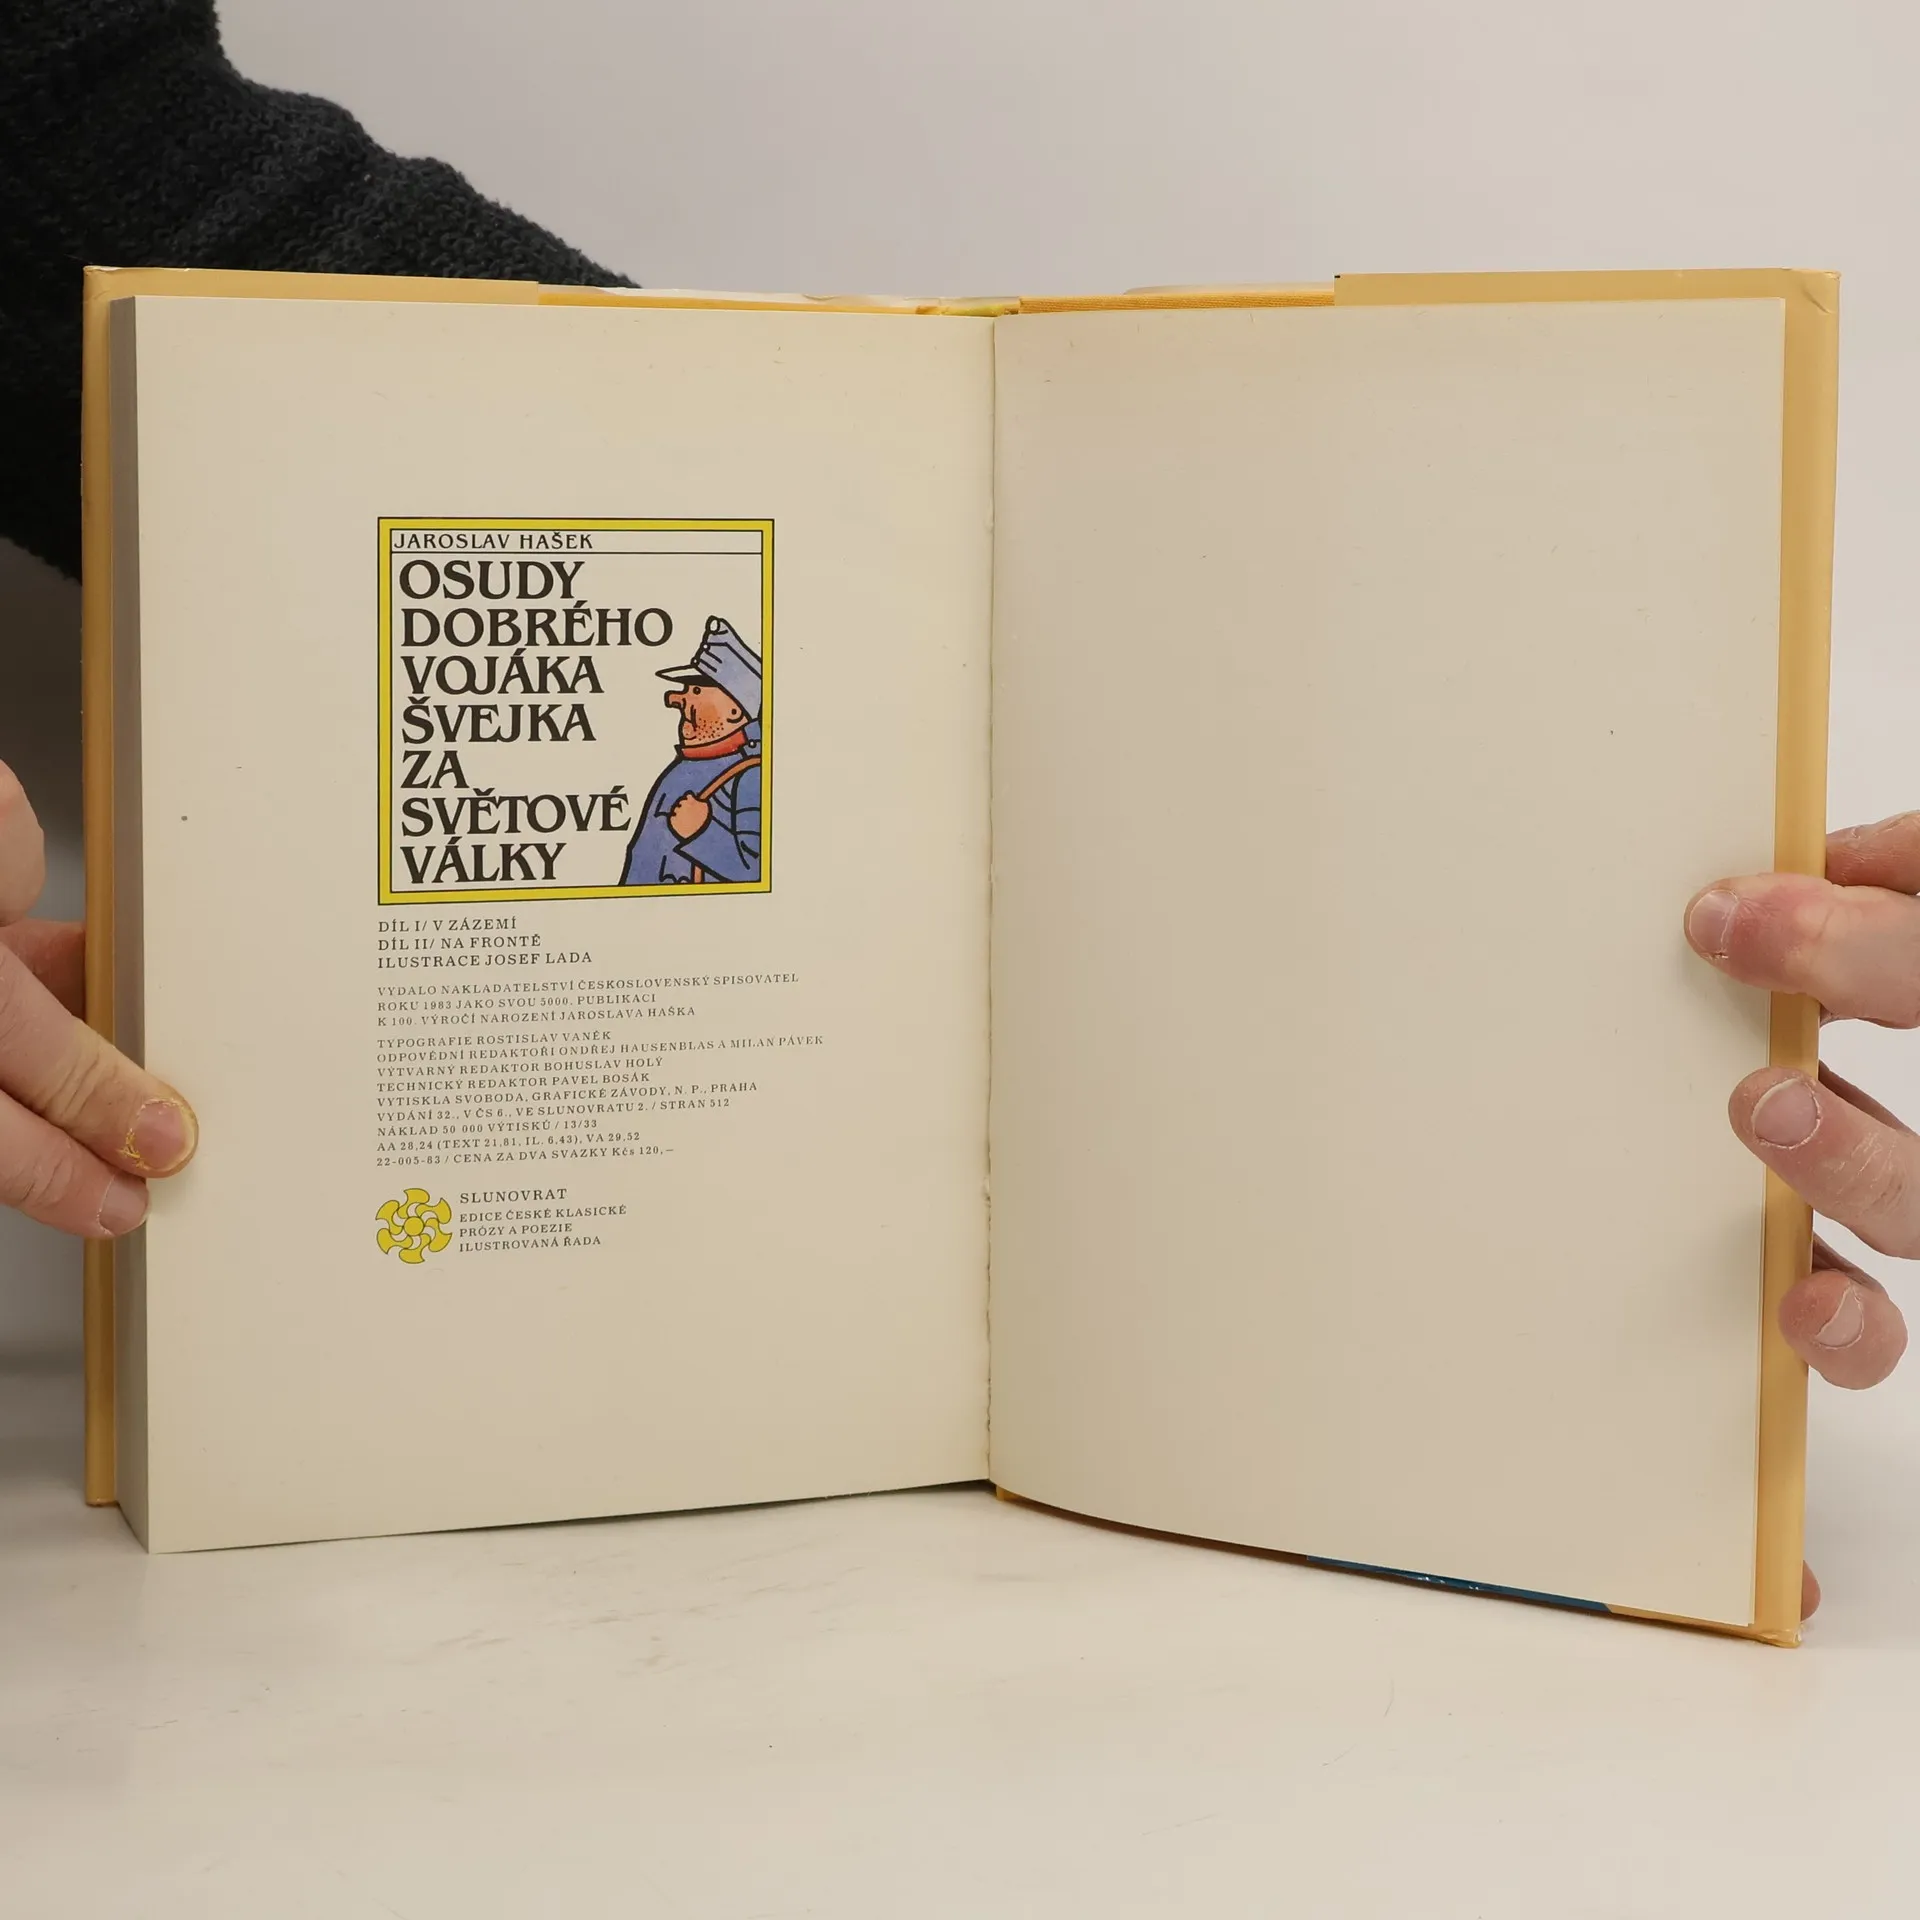 JAROSLAV HAŠEK
OSUDY
DOBRÉHO
VOJÁKA
ŠVEJKA
ZA
SVĚTOVÉ
VÁLKY
DÍL I/ V ZÁZEMÍ
DÍL II/ NA FRONTĚ
ILUSTRACE JOSEF LADA
VYDALO NAKLADATELSTVÍ ČESKOSLOVENSKÝ SPISOVATEL
ROKU 1983 JAKO SVOU 5000. PUBLIKACI
K 100. VÝROČÍ NAROZENÍ JAROSLAVA HAŠKA
TYPOGRAFIE ROSTISLAV VANĚK
ODPOVĚDNÍ REDAKTOŘI ONDŘEJ HAUSENBLAS A MILAN PÁVEK
VÝTVARNÝ REDAKTOR BOHUSLAV HOLÝ
TECHNICKÝ REDAKTOR PAVEL BOSÁK
VYTISKLA SVOBODA, GRAFICKÉ ZÁVODY, N. P., PRAHA
VYDÁNÍ 32., V ČS 6., VE SLUNOVRATU 2. / STRAN 512
NÁKLAD 50 000 VÝTISKŮ / 13/33
AA 28,24 (TEXT 21,81, IL. 6,43), VA 29,52
22-005-83 / CENA ZA DVA SVAZKY Kčs 120,–
SLUNOVRAT
EDICE ČESKÉ KLASICKÉ
PRÓZY A POEZIE
ILUSTROVANÁ ŘADA